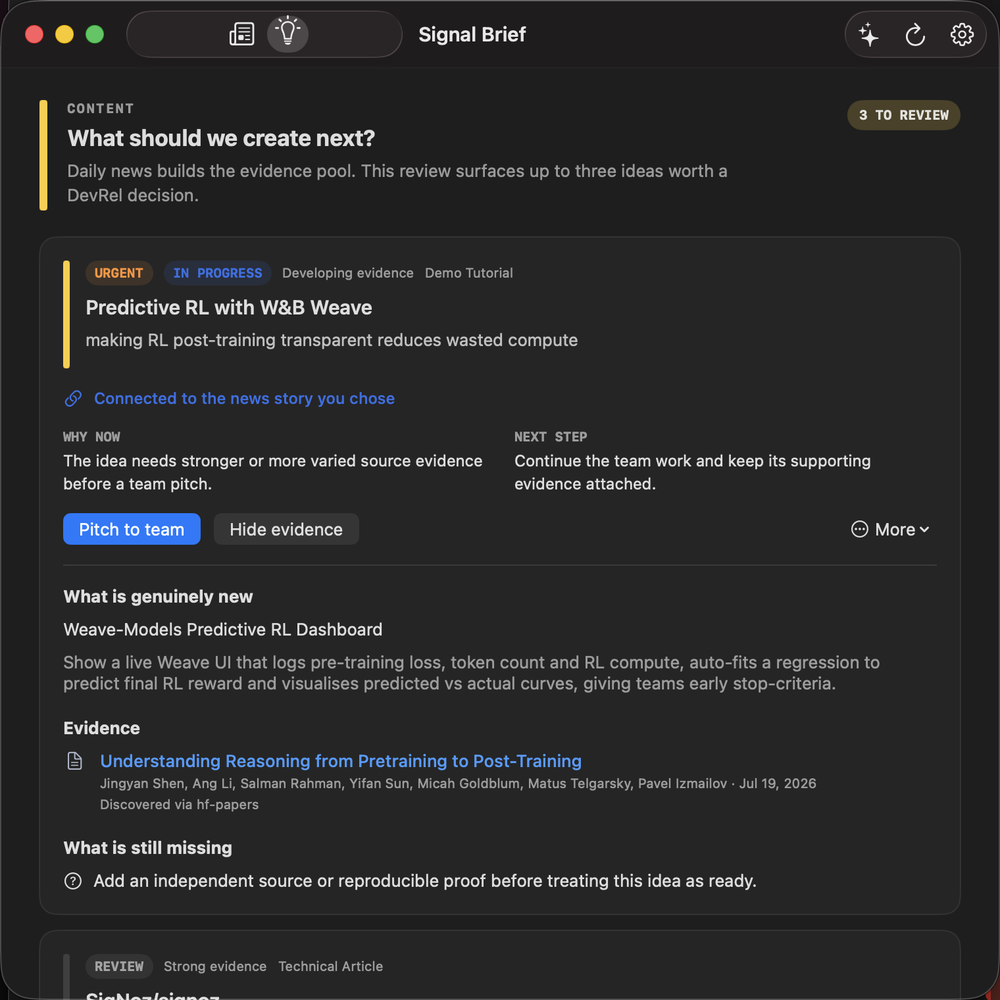 Signal Brief
CONTENT
What should we create next?
3 TO REVIEW
Daily news builds the evidence pool. This review surfaces up to three ideas worth a
DevRel decision.
URGENT IN PROGRESS Developing evidence Demo Tutorial
Predictive RL with W&B Weave
making RL post-training transparent reduces wasted compute
Connected to the news story you chose
WHY NOW
The idea needs stronger or more varied source evidence
before a team pitch.
NEXT STEP
Continue the team work and keep its supporting
evidence attached.
Pitch to team Hide evidence More
What is genuinely new
Weave-Models Predictive RL Dashboard
Show a live Weave UI that logs pre-training loss, token count and RL compute, auto-fits a regression to
predict final RL reward and visualises predicted vs actual curves, giving teams early stop-criteria.
Evidence
Understanding Reasoning from Pretraining to Post-Training
Jingyan Shen, Ang Li, Salman Rahman, Yifan Sun, Micah Goldblum, Matus Telgarsky, Pavel Izmailov · Jul 19, 2026
Discovered via hf-papers
What is still missing
Add an independent source or reproducible proof before treating this idea as ready.
REVIEW Strong evidence Technical Article
SigNoz/signoz